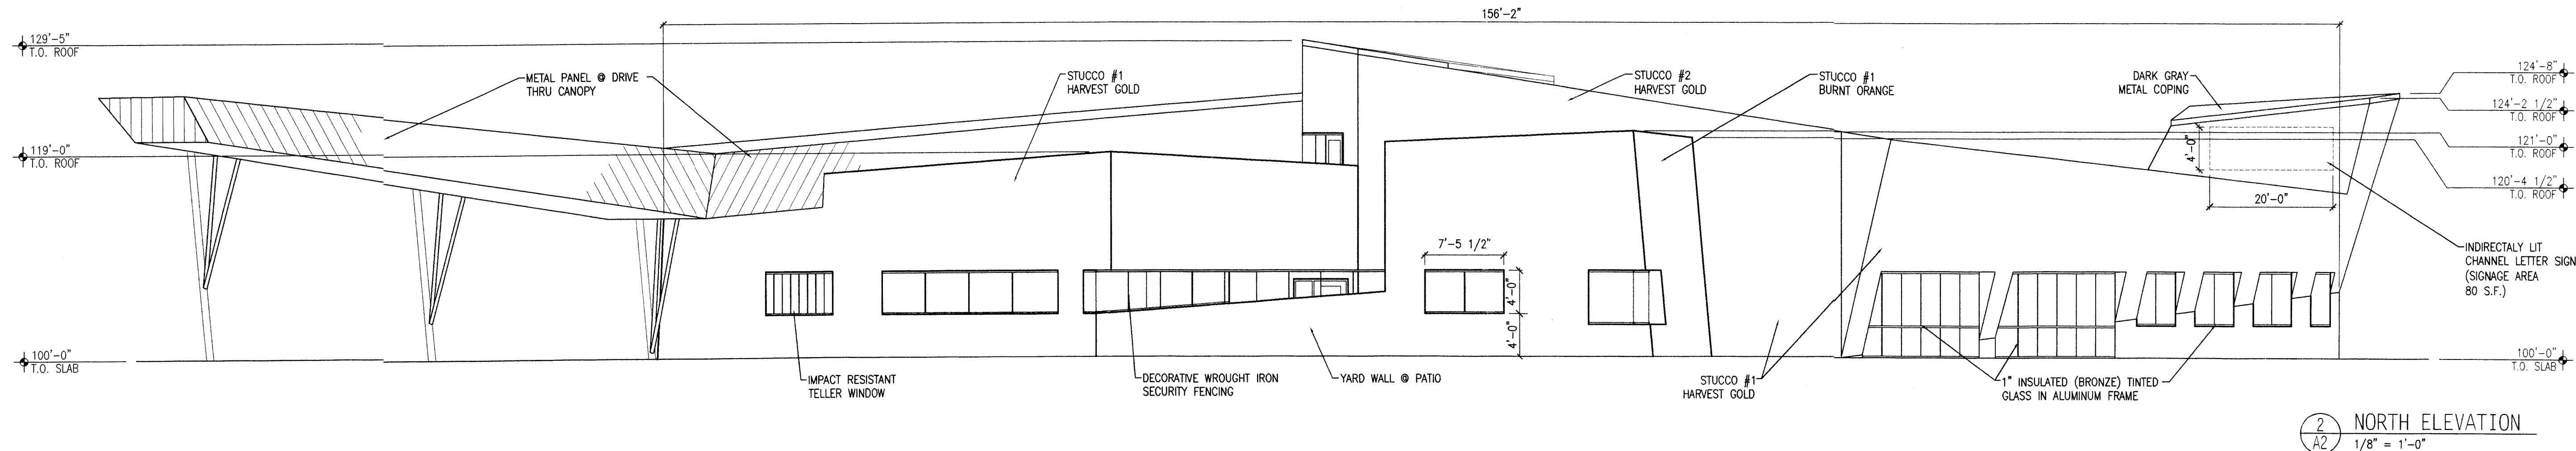 156'-2"
129'-5"
T.O. ROOF
METAL PANEL @ DRIVE
THRU CANOPY
STUCCO #1
HARVEST GOLD
STUCCO #2
HARVEST GOLD
STUCCO #1
BURNT ORANGE
DARK GRAY
METAL COPING
124'-8"
T.O. ROOF
124'-2 1/2"
T.O. ROOF
119'-0"
T.O. ROOF
4'-0"
121'-0"
T.O. ROOF
120'-4 1/2"
T.O. ROOF
20'-0"
7'-5 1/2"
4'-0"
4'-0"
INDIRECTALY LIT
CHANNEL LETTER SIGN
(SIGNAGE AREA
80 S.F.)
100'-0"
T.O. SLAB
100'-0"
T.O. SLAB
IMPACT RESISTANT
TELLER WINDOW
DECORATIVE WROUGHT IRON
SECURITY FENCING
YARD WALL @ PATIO
STUCCO #1
HARVEST GOLD
1" INSULATED (BRONZE) TINTED
GLASS IN ALUMINUM FRAME
2
A2
NORTH ELEVATION
1/8" = 1'-0"